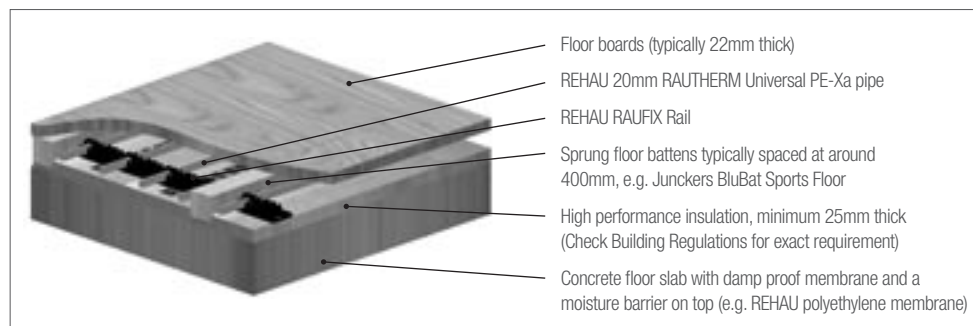 Floor boards (typically 22mm thick)
REHAU 20mm RAUTHERM Universal PE-Xa pipe
REHAU RAUFIX Rail
Sprung floor battens typically spaced at around
400mm, e.g. Junckers BluBat Sports Floor
High performance insulation, minimum 25mm thick
(Check Building Regulations for exact requirement)
Concrete floor slab with damp proof membrane and a
moisture barrier on top (e.g. REHAU polyethylene membrane)